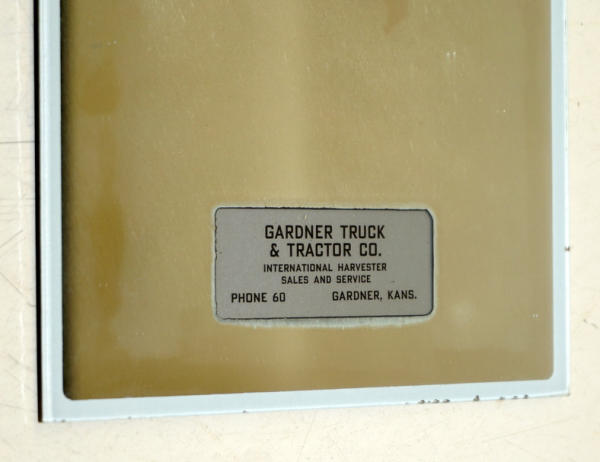 GARDNER TRUCK
& TRACTOR CO.
INTERNATIONAL HARVESTER
SALES AND SERVICE
PHONE 60 GARDNER, KANS.